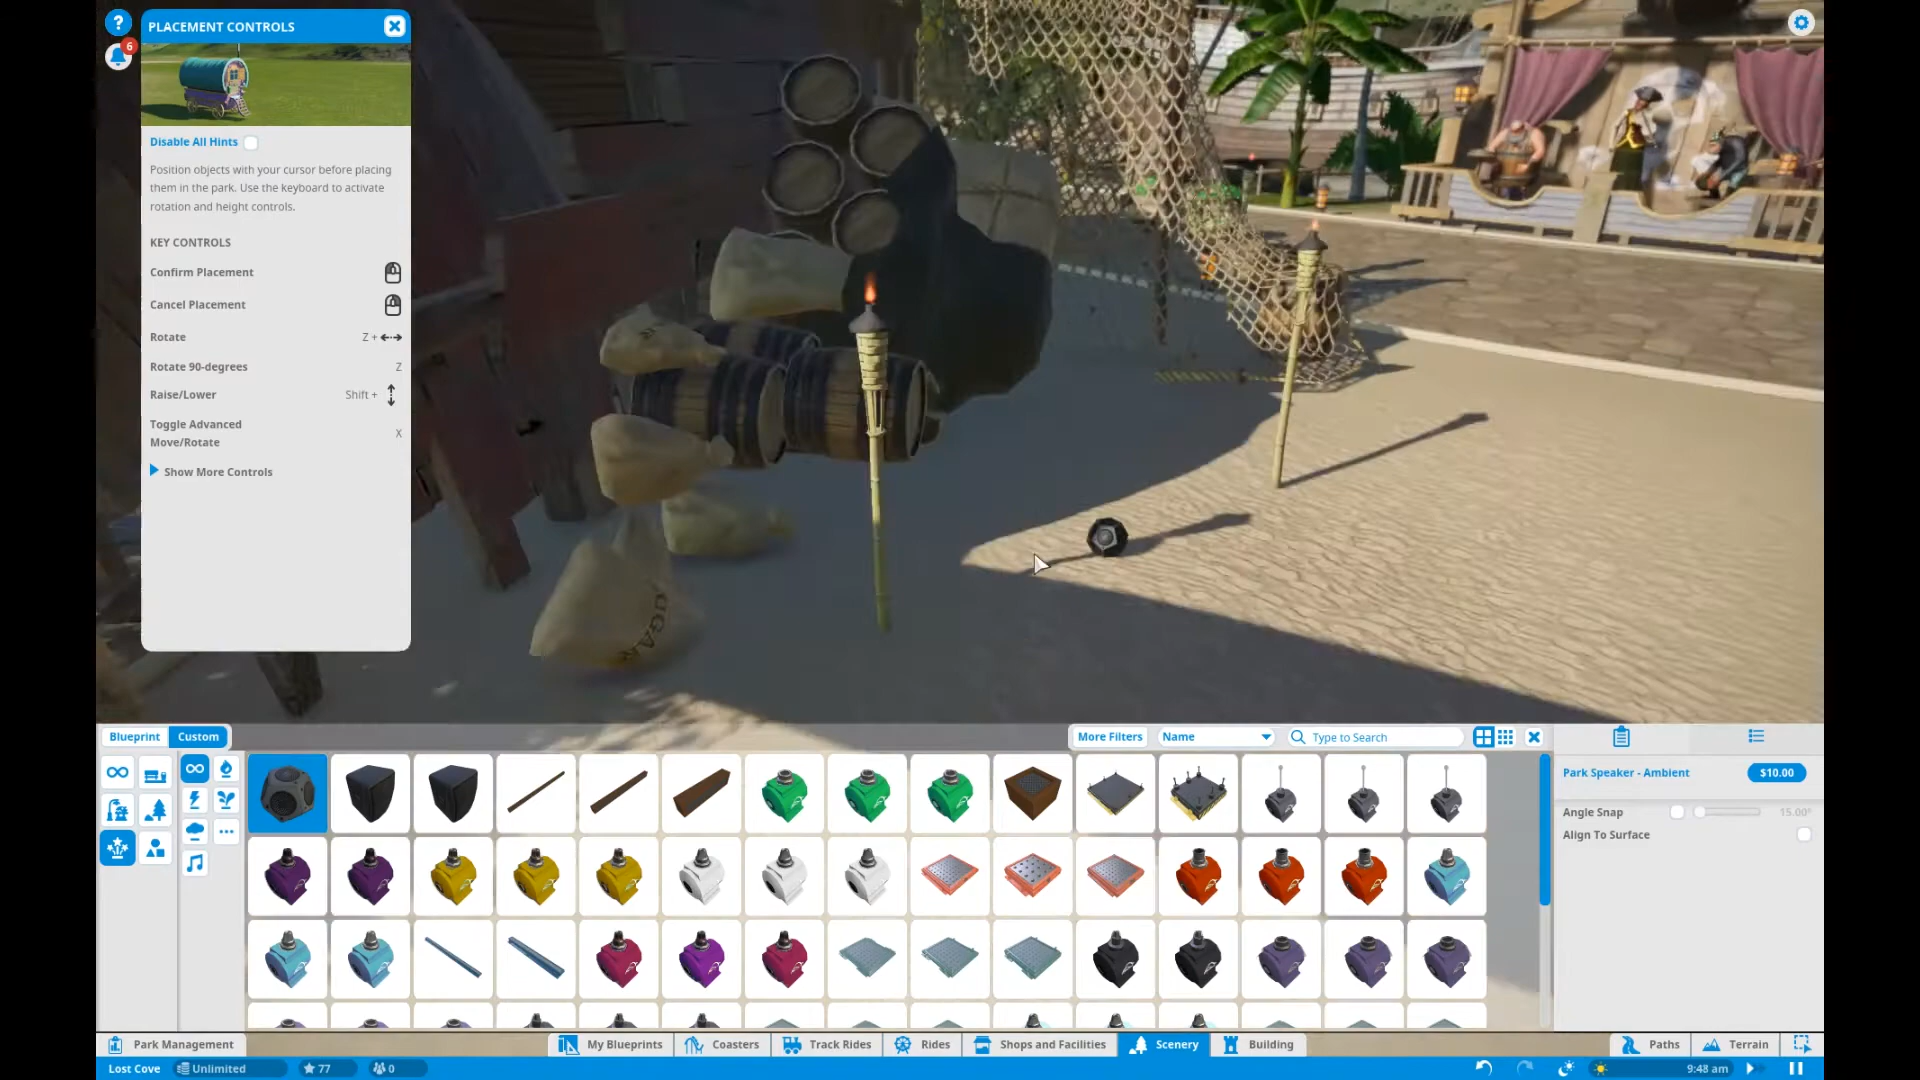 ?
PLACEMENT CONTROLS
6
Disable All Hints
Position objects with your cursor before placing
them in the park. Use the keyboard to activate
rotation and height controls.
KEY CONTROLS
Confirm Placement
Cancel Placement
Rotate Z +
Rotate 90-degrees Z
Raise/Lower Shift +
Toggle Advanced
Move/Rotate X
Show More Controls
Blueprint Custom
More Filters Name Type to Search
Park Speaker - Ambient $10.00
Angle Snap 15.00°
Align To Surface
Park Management My Blueprints Coasters Track Rides Rides Shops and Facilities Scenery Building Paths Terrain
Lost Cove Unlimited 77 0 9:48 am